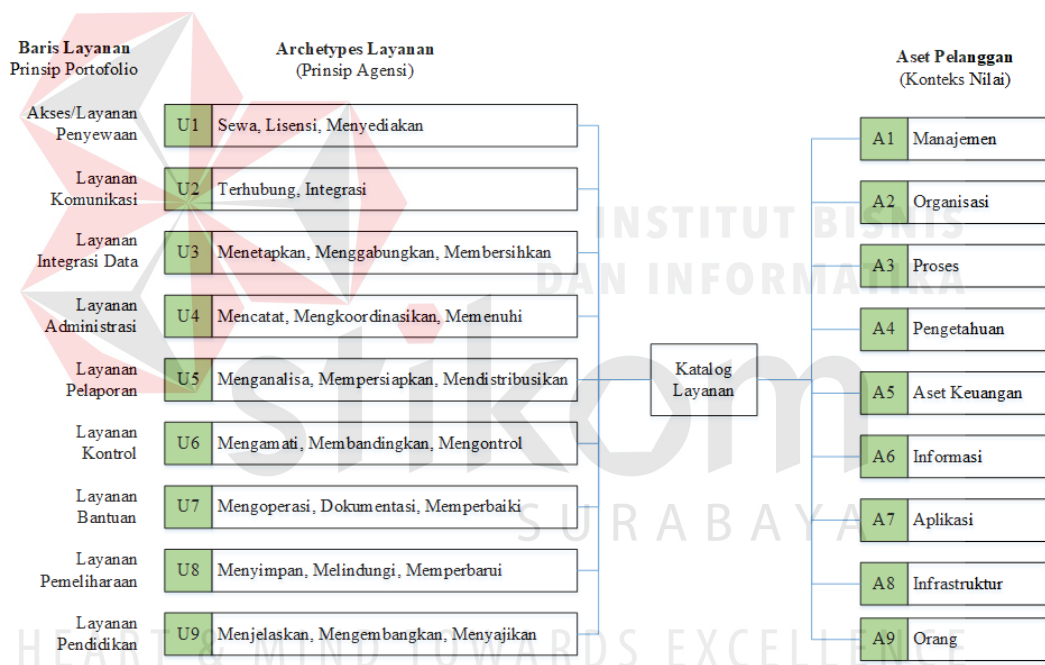 Baris Layanan
Prinsip Portofolio
Archetypes Layanan
(Prinsip Agensi)
Aset Pelanggan
(Konteks Nilai)
Akses/Layanan
Penyewaan
U1 Sewa, Lisensi, Menyediakan
Layanan
Komunikasi
U2 Terhubung, Integrasi
Layanan
Integrasi Data
U3 Menetapkan, Menggabungkan, Membersihkan
Layanan
Administrasi
U4 Mencatat, Mengkoordinasikan, Memenuhi
Layanan
Pelaporan
U5 Menganalisa, Mempersiapkan, Mendistribusikan
Layanan
Kontrol
U6 Mengamati, Membandingkan, Mengontrol
Layanan
Bantuan
U7 Mengoperasi, Dokumentasi, Memperbaiki
Layanan
Pemeliharaan
U8 Menyimpan, Melindungi, Memperbarui
Layanan
Pendidikan
U9 Menjelaskan, Mengembangkan, Menyajikan
Katalog
Layanan
A1 Manajemen
A2 Organisasi
A3 Proses
A4 Pengetahuan
A5 Aset Keuangan
A6 Informasi
A7 Aplikasi
A8 Infrastruktur
A9 Orang
INSTITUT BISNIS
DAN INFORMATIKA
stikom
SURABAYA
HEART & MIND TOWARDS EXCELLENCE